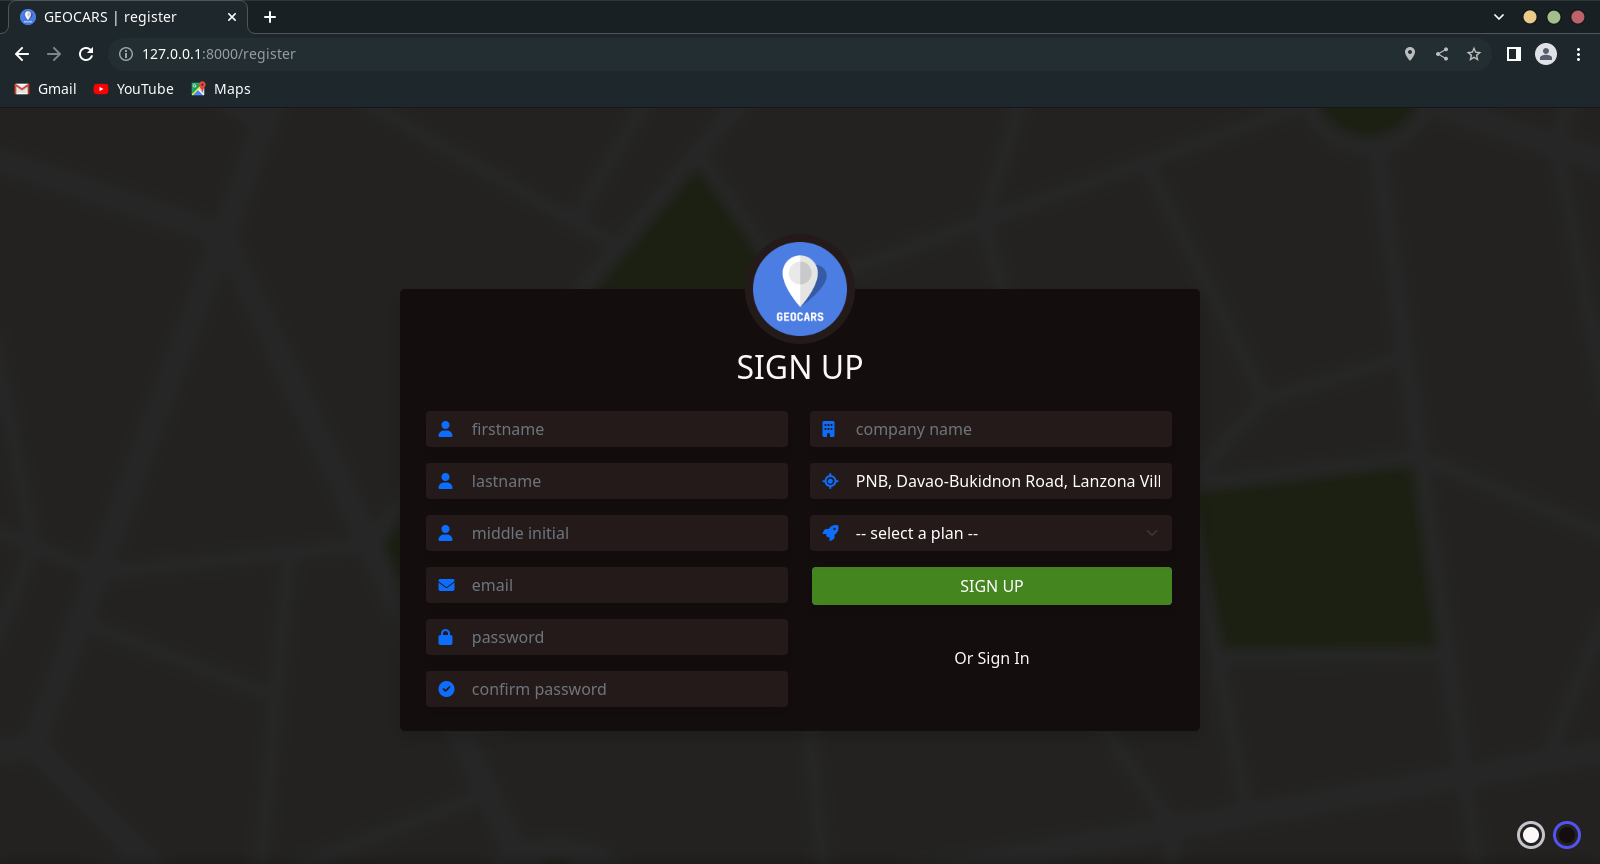 GEOCARS | register
127.0.0.1:8000/register
Gmail YouTube Maps
GEOCARS
SIGN UP
firstname
lastname
middle initial
email
password
confirm password
company name
PNB, Davao-Bukidnon Road, Lanzona Vill
-- select a plan --
SIGN UP
Or Sign In